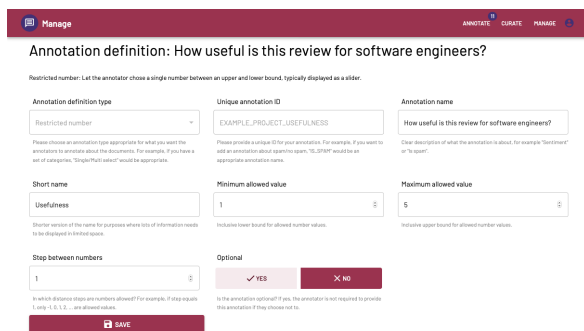 Manage
ANNOTATE 11 CURATE MANAGE
Annotation definition: How useful is this review for software engineers?
Restricted number: Let the annotator chose a single number between an upper and lower bound, typically displayed as a slider.
Annotation definition type Unique annotation ID Annotation name
Restricted number EXAMPLE_PROJECT_USEFULNESS How useful is this review for software engineers?
Please choose an annotation type appropriate for what you want the
annotators to annotate about the documents. For example, if you have a
set of categories, "Single/Multi select" would be appropriate.
Please provide a unique ID for your annotation. For example, if you want to
add an annotation about spam/no spam, "IS_SPAM" would be an
appropriate annotation name.
Clear description of what the annotation is about, for example "Sentiment"
or "Is spam".
Short name Minimum allowed value Maximum allowed value
Usefulness 1 5
Shorter version of the name for purposes where lots of information needs
to be displayed in limited space.
Inclusive lower bound for allowed number values.
Inclusive upper bound for allowed number values.
Step between numbers Optional
1 YES NO
In which distance steps are numbers allowed? For example, if step equals
1, only -1, 0, 1, 2, ... are allowed values.
Is the annotation optional? If yes, the annotator is not required to provide
this annotation if they choose not to.
SAVE